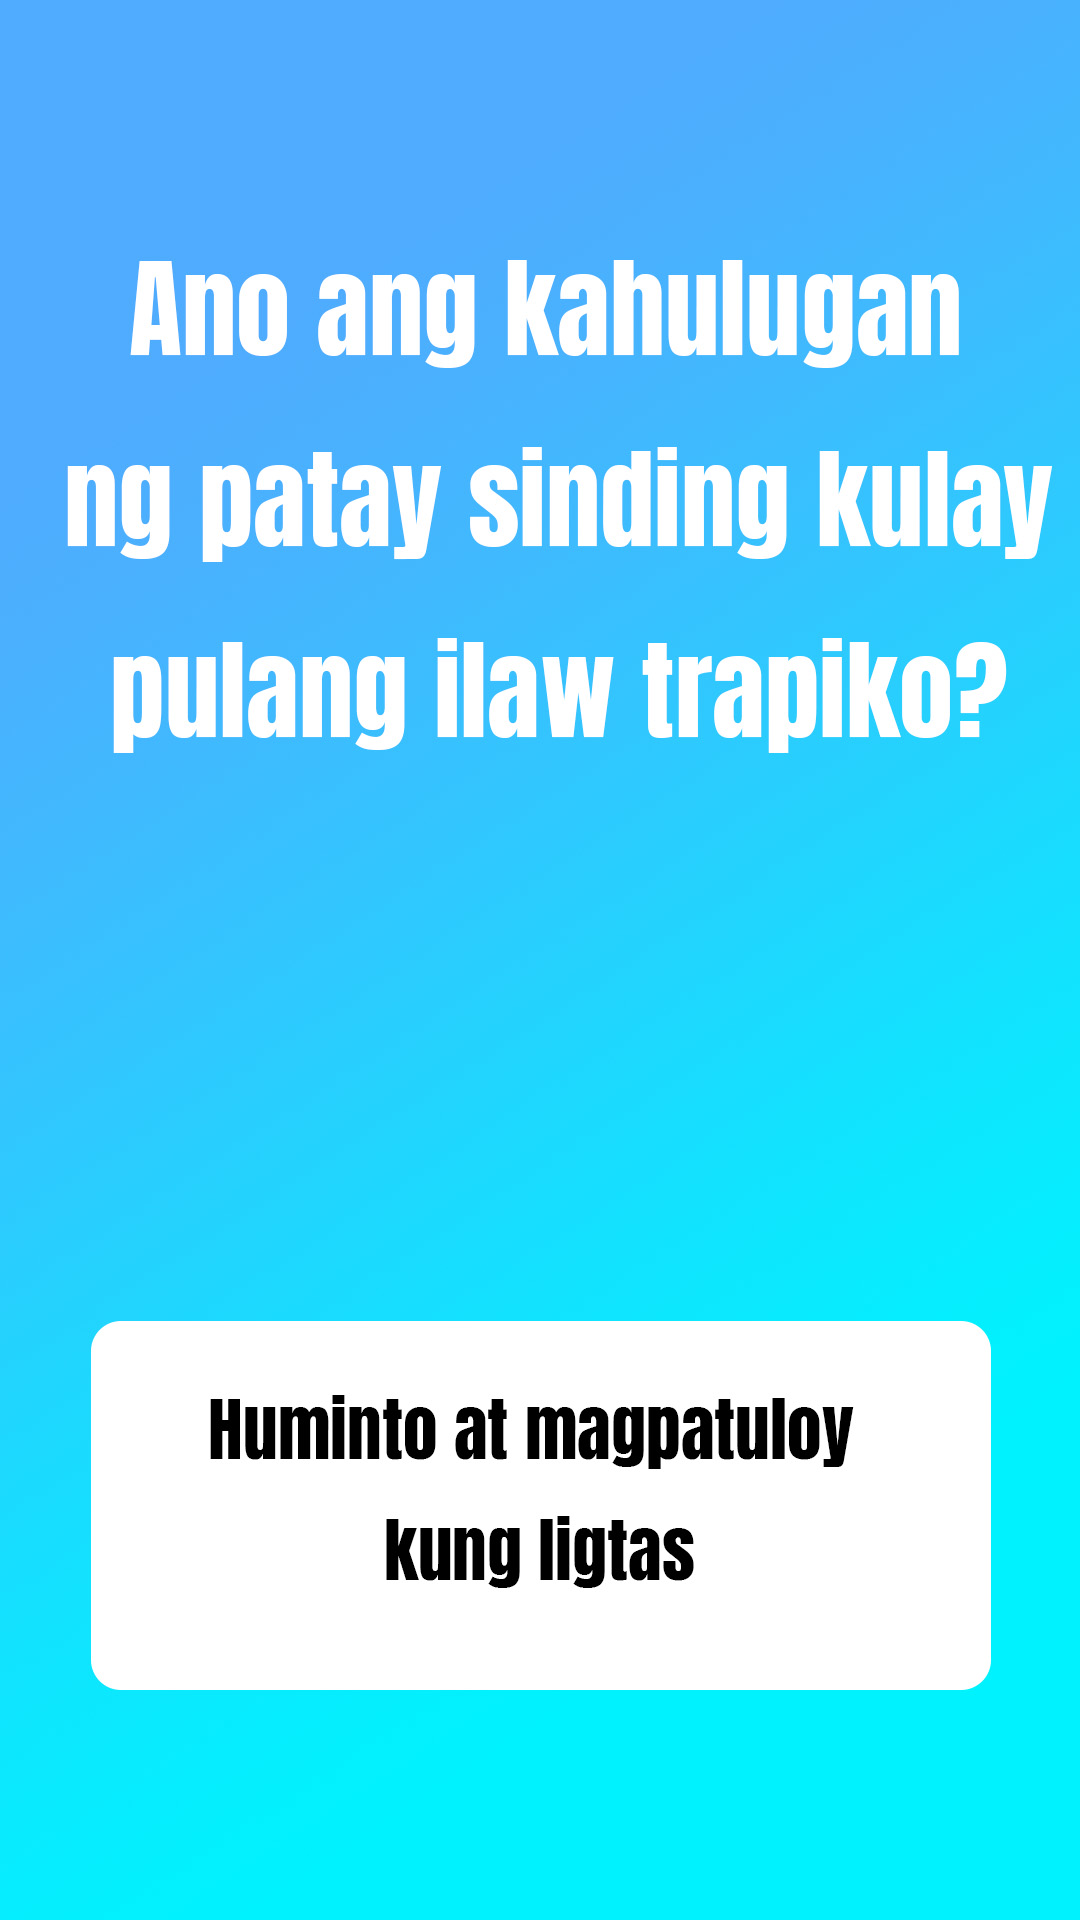 Ano ang kahulugan
ng patay sinding kulay
pulang ilaw trapiko?
Huminto at magpatuloy
kung ligtas